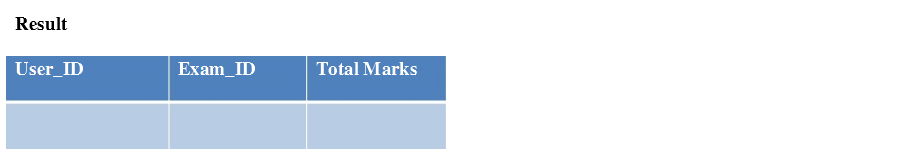 Result
User_ID Exam_ID Total Marks